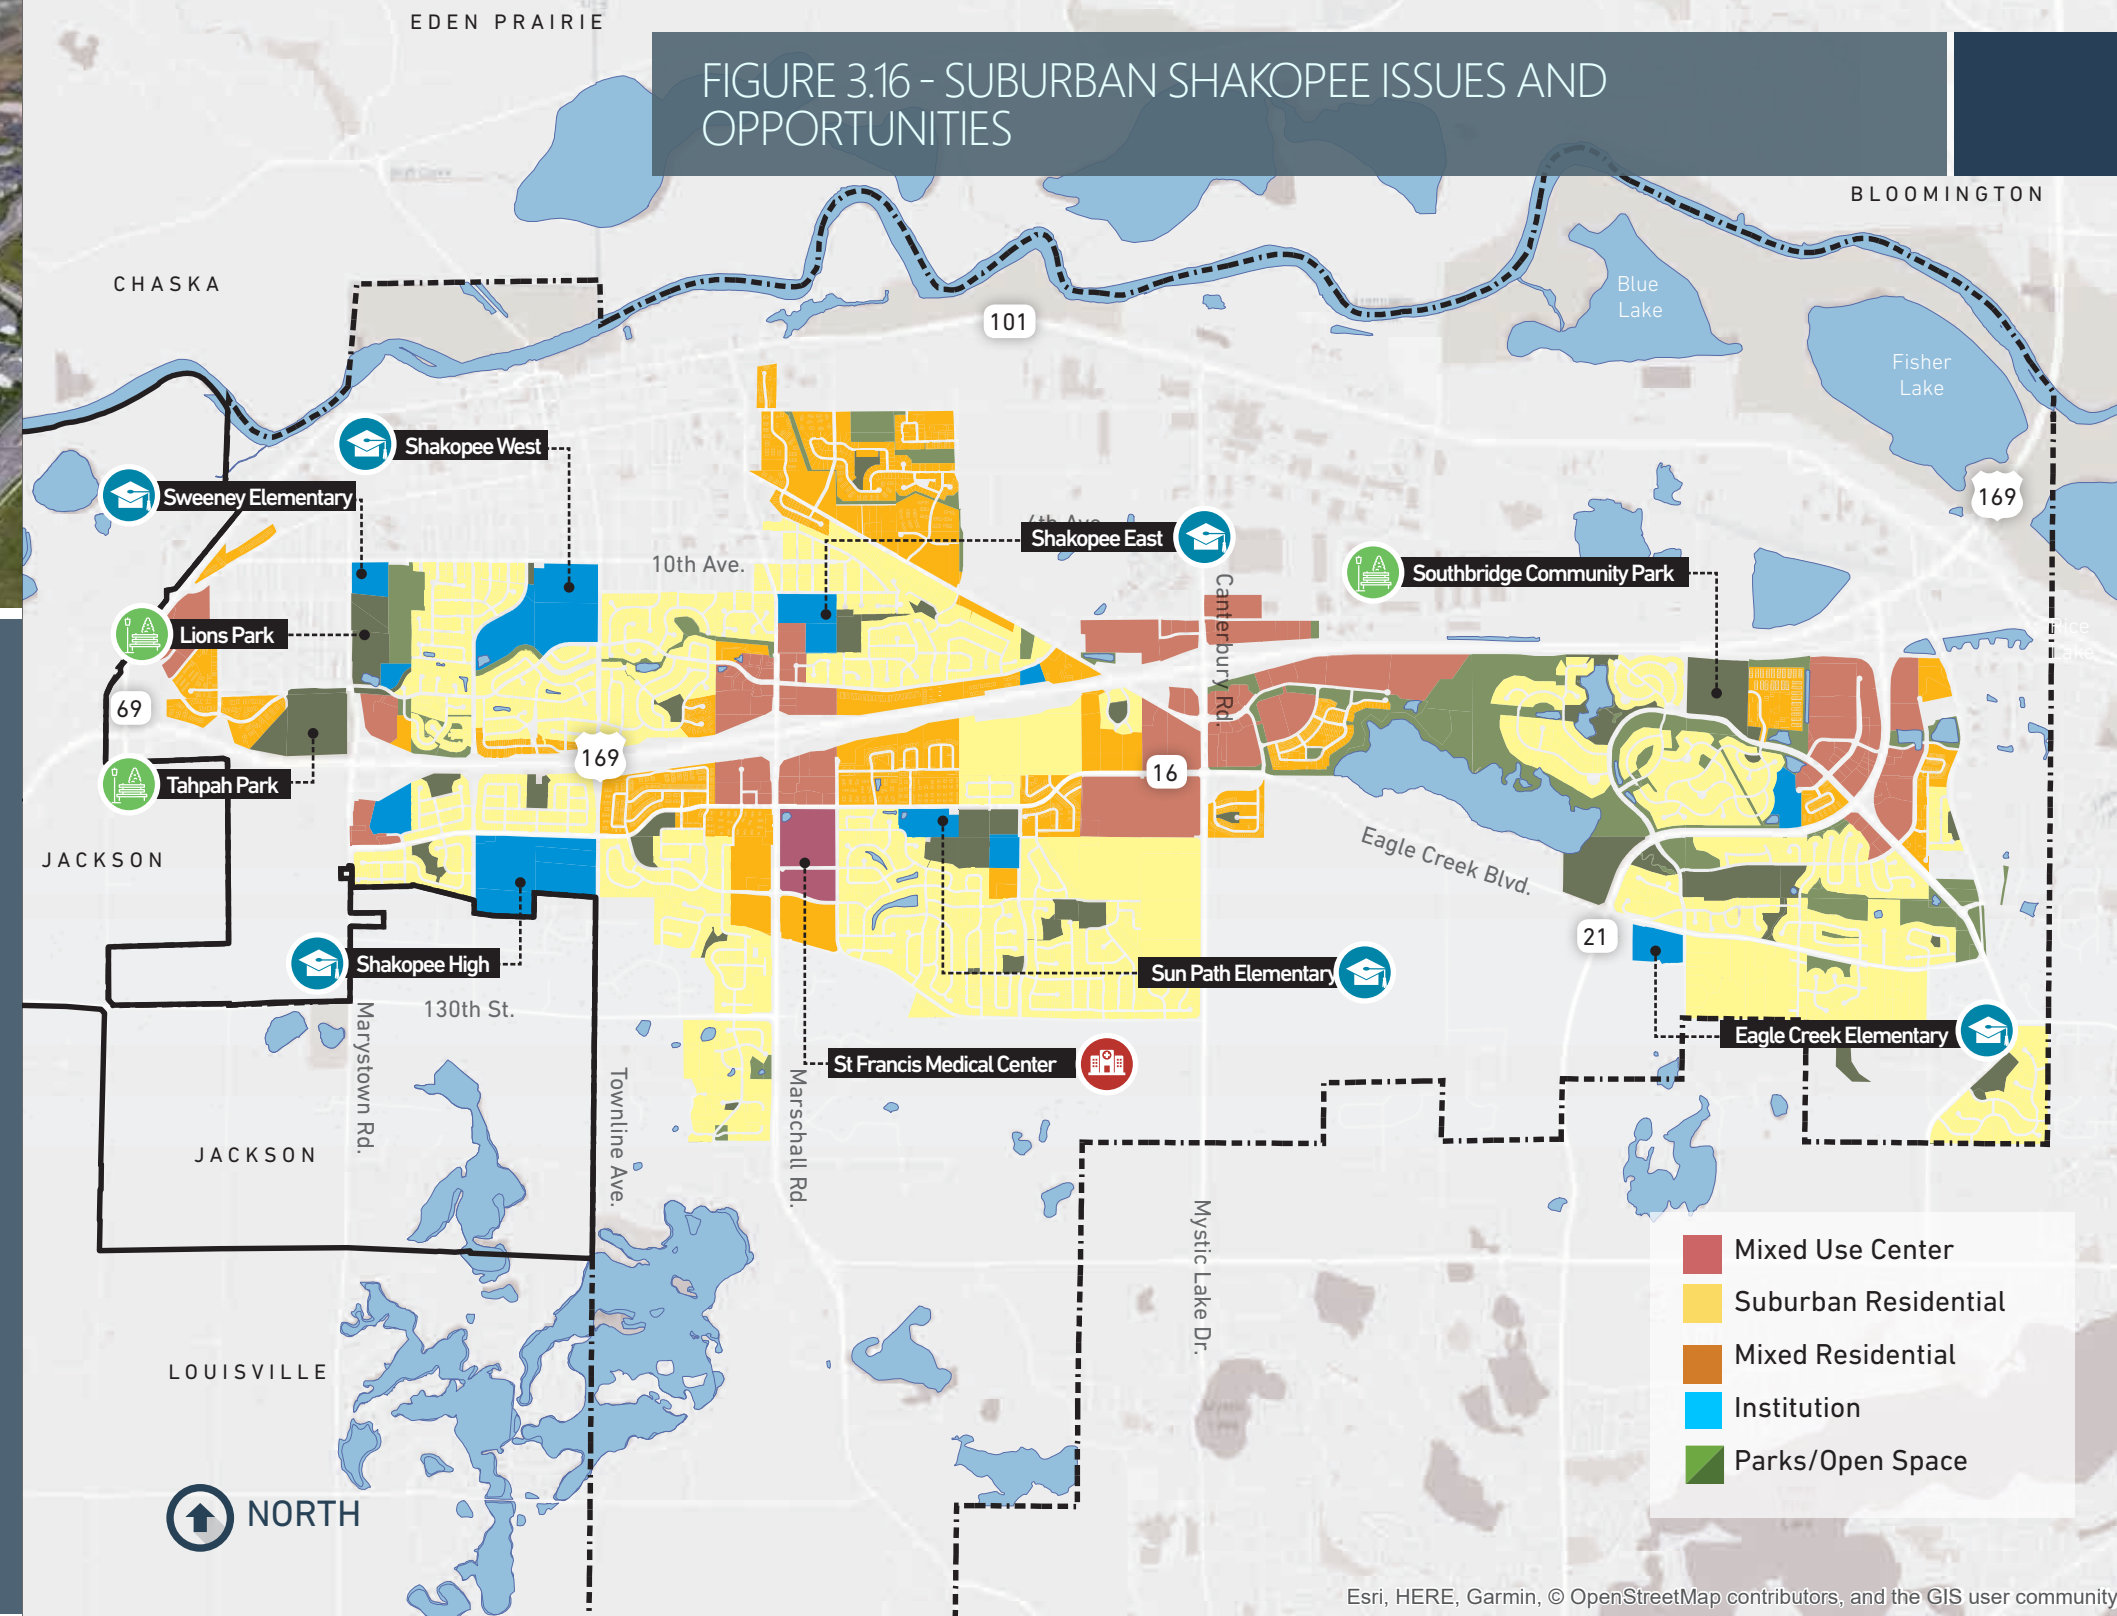 EDEN PRAIRIE
FIGURE 3.16 - SUBURBAN SHAKOPEE ISSUES AND
OPPORTUNITIES
BLOOMINGTON
CHASKA
Blue
Lake
101
Fisher
Lake
Shakopee West
Sweeney Elementary
169
4th Ave
Shakopee East
10th Ave.
Southbridge Community Park
Canterbury Rd.
Lions Park
Rice
Lake
69
169
16
Tahpah Park
JACKSON
Eagle Creek Blvd.
21
Shakopee High
Sun Path Elementary
130th St.
Marystown Rd.
Eagle Creek Elementary
St Francis Medical Center
Townline Ave.
Marschall Rd.
JACKSON
Mystic Lake Dr.
Mixed Use Center
Suburban Residential
Mixed Residential
Institution
Parks/Open Space
LOUISVILLE
NORTH
Esri, HERE, Garmin, © OpenStreetMap contributors, and the GIS user community